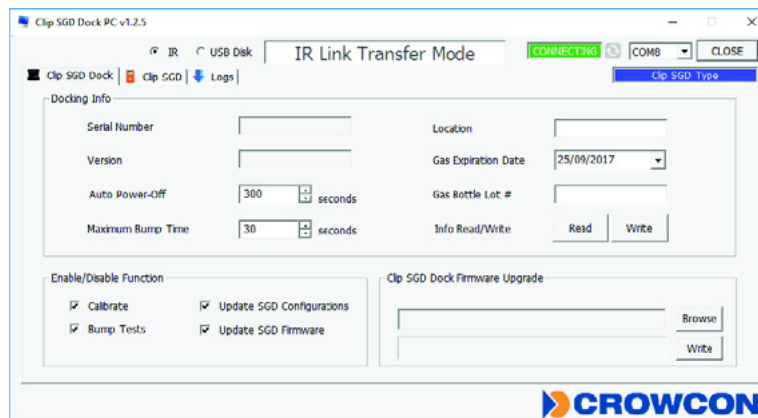 Clip SGD Dock PC v1.2.5
IR USB Disk IR Link Transfer Mode CONNECTING COM8 CLOSE
Clip SGD Dock Clip SGD Logs Clip SGD Type
Docking Info
Serial Number Location
Version Gas Expiration Date 25/09/2017
Auto Power-Off 300 seconds Gas Bottle Lot #
Maximum Bump Time 30 seconds Info Read/Write Read Write
Enable/Disable Function Clip SGD Dock Firmware Upgrade
Calibrate Update SGD Configurations
Browse
Bump Tests Update SGD Firmware
Write
CROWCON